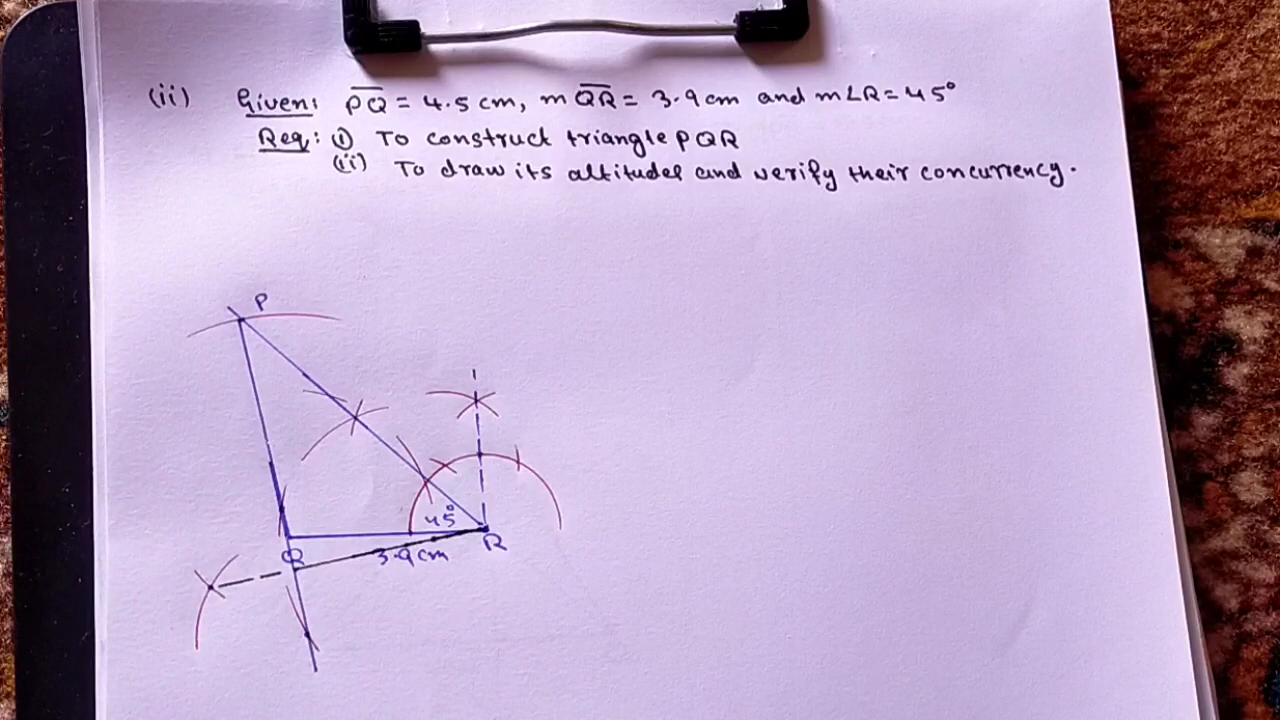 (ii) Given: PQ = 4.5 cm, m QR = 3.9 cm and m∠R = 45°
Req: (i) To construct triangle PQR
(ii) To draw its altitudes and verify their concurrency.
P
45°
Q
3.9 cm
R